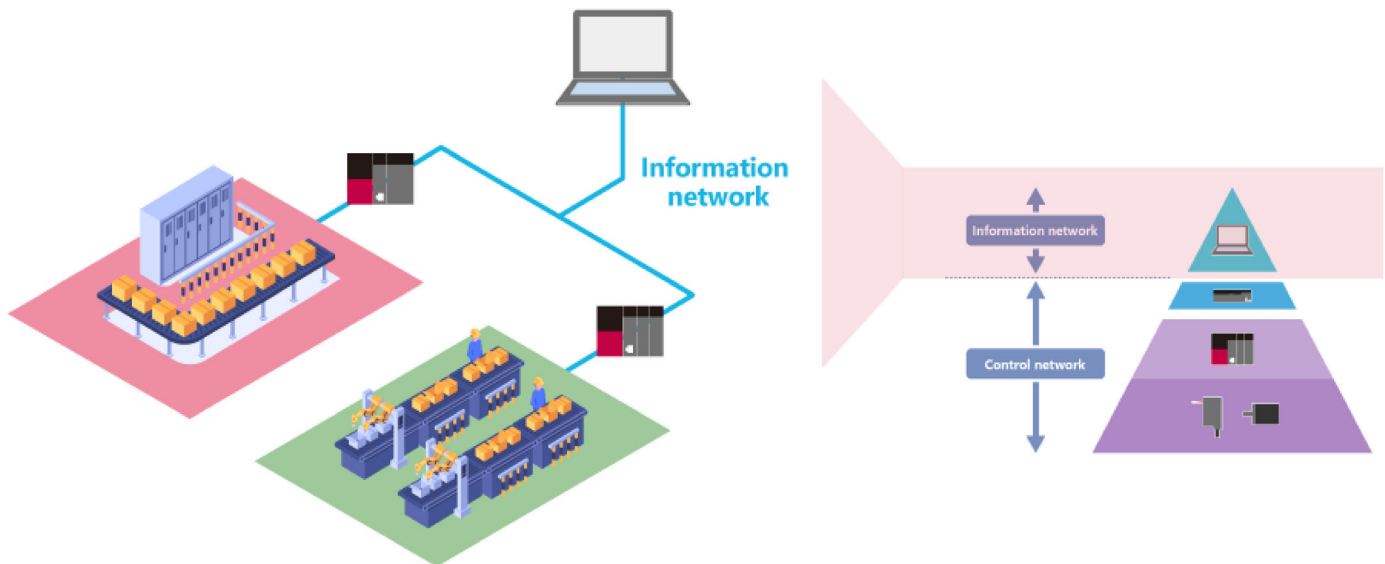 Information
network
Information network
Control network